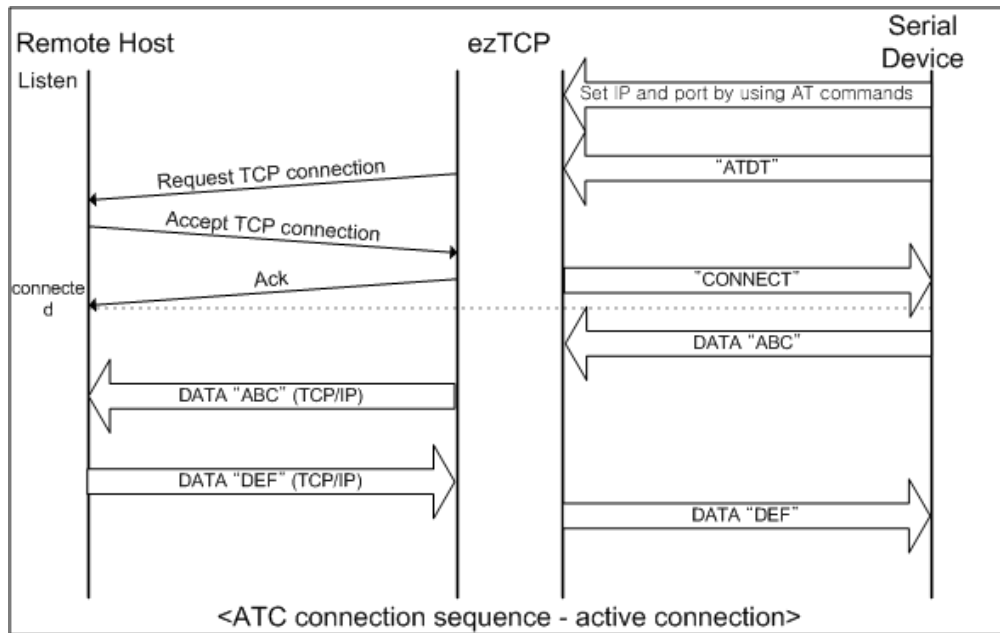 Remote Host
ezTCP
Serial
Device
Listen
Set IP and port by using AT commands
"ATDT"
Request TCP connection
Accept TCP connection
Ack
"CONNECT"
connecte
d
DATA "ABC"
DATA "ABC" (TCP/IP)
DATA "DEF" (TCP/IP)
DATA "DEF"
<ATC connection sequence - active connection>